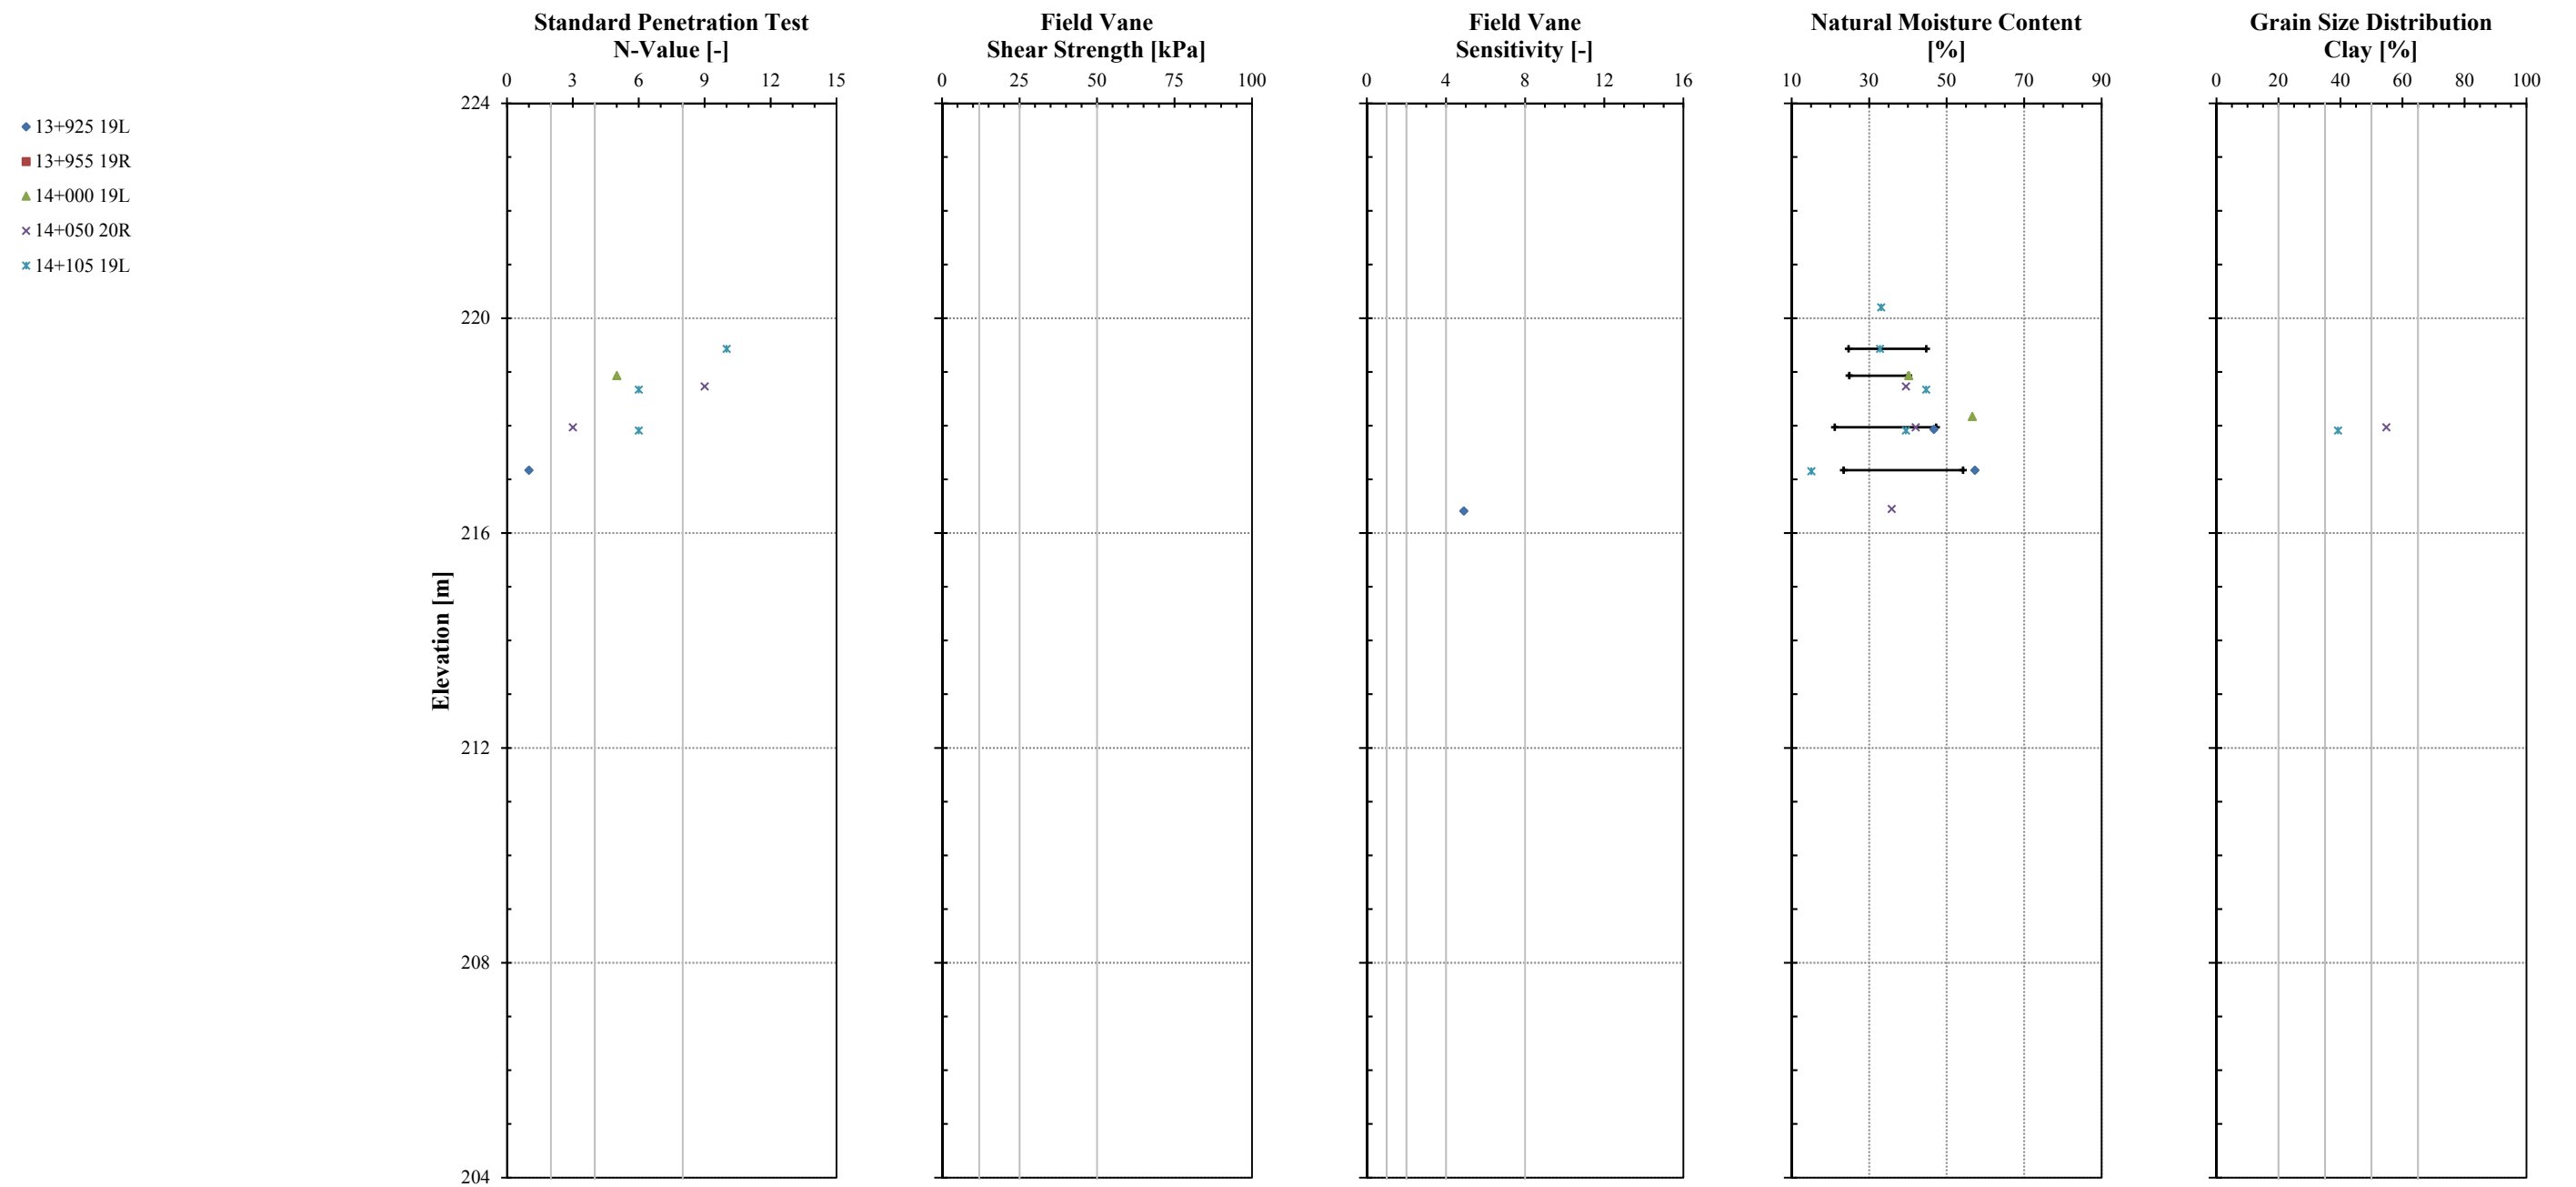 Standard Penetration Test
N-Value [-]
Field Vane
Shear Strength [kPa]
Field Vane
Sensitivity [-]
Natural Moisture Content
[%]
Grain Size Distribution
Clay [%]
0 3 6 9 12 15
0 25 50 75 100
0 4 8 12 16
10 30 50 70 90
0 20 40 60 80 100
13+925 19L
13+955 19R
14+000 19L
14+050 20R
14+105 19L
Elevation [m]
224
220
216
212
208
204